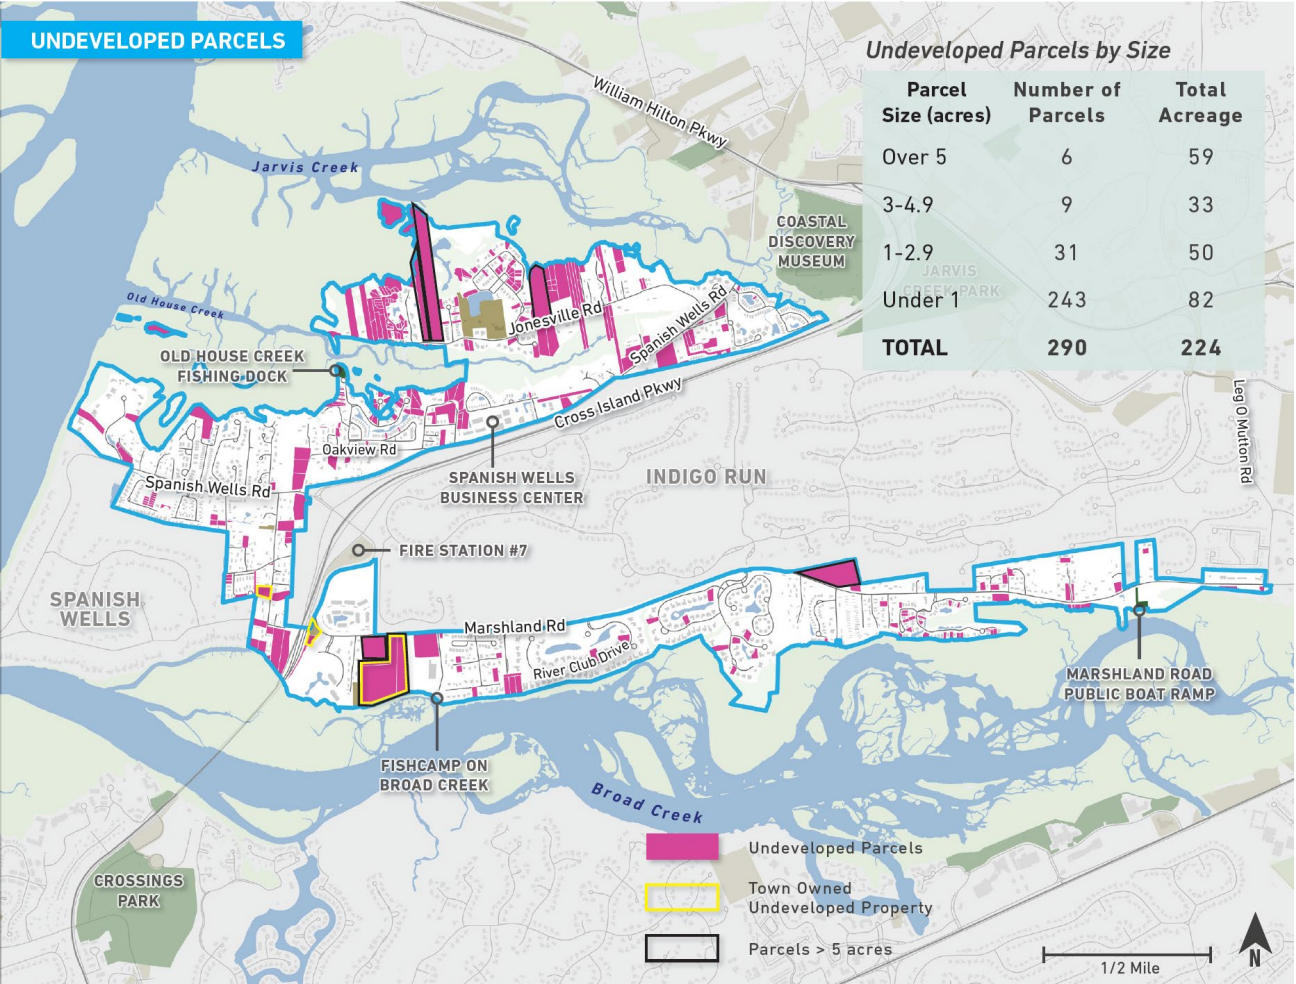 UNDEVELOPED PARCELS
Undeveloped Parcels by Size
Parcel Size (acres) Number of Parcels Total Acreage
Over 5 6 59
3-4.9 9 33
1-2.9 31 50
Under 1 243 82
TOTAL 290 224
William Hilton Pkwy
Jarvis Creek
COASTAL
DISCOVERY
MUSEUM
JARVIS
CREEK PARK
Old House Creek
Jonesville Rd
Spanish Wells Rd
OLD HOUSE CREEK
FISHING DOCK
Cross Island Pkwy
Leg O Mutton Rd
Oakview Rd
Spanish Wells Rd
SPANISH WELLS
BUSINESS CENTER
INDIGO RUN
FIRE STATION #7
SPANISH
WELLS
Marshland Rd
River Club Drive
MARSHLAND ROAD
PUBLIC BOAT RAMP
FISHCAMP ON
BROAD CREEK
Broad Creek
CROSSINGS
PARK
Undeveloped Parcels
Town Owned
Undeveloped Property
Parcels > 5 acres
1/2 Mile
N